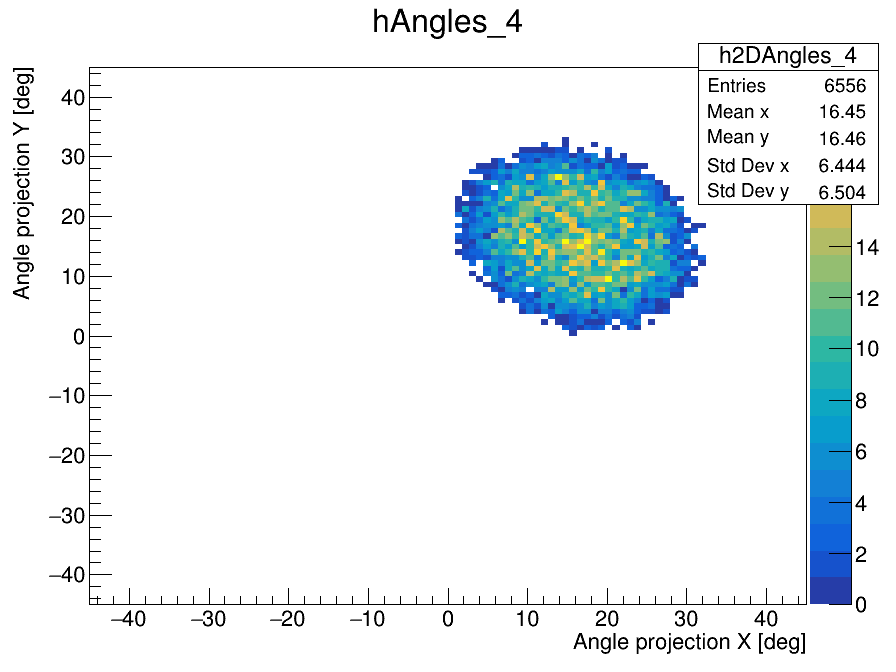 hAngles_4
h2DAngles_4
Entries 6556
Mean x 16.45
Mean y 16.46
Std Dev x 6.444
Std Dev y 6.504
Angle projection Y [deg]
40
30
20
10
0
−10
−20
−30
−40
−40 −30 −20 −10 0 10 20 30 40
Angle projection X [deg]
14
12
10
8
6
4
2
0